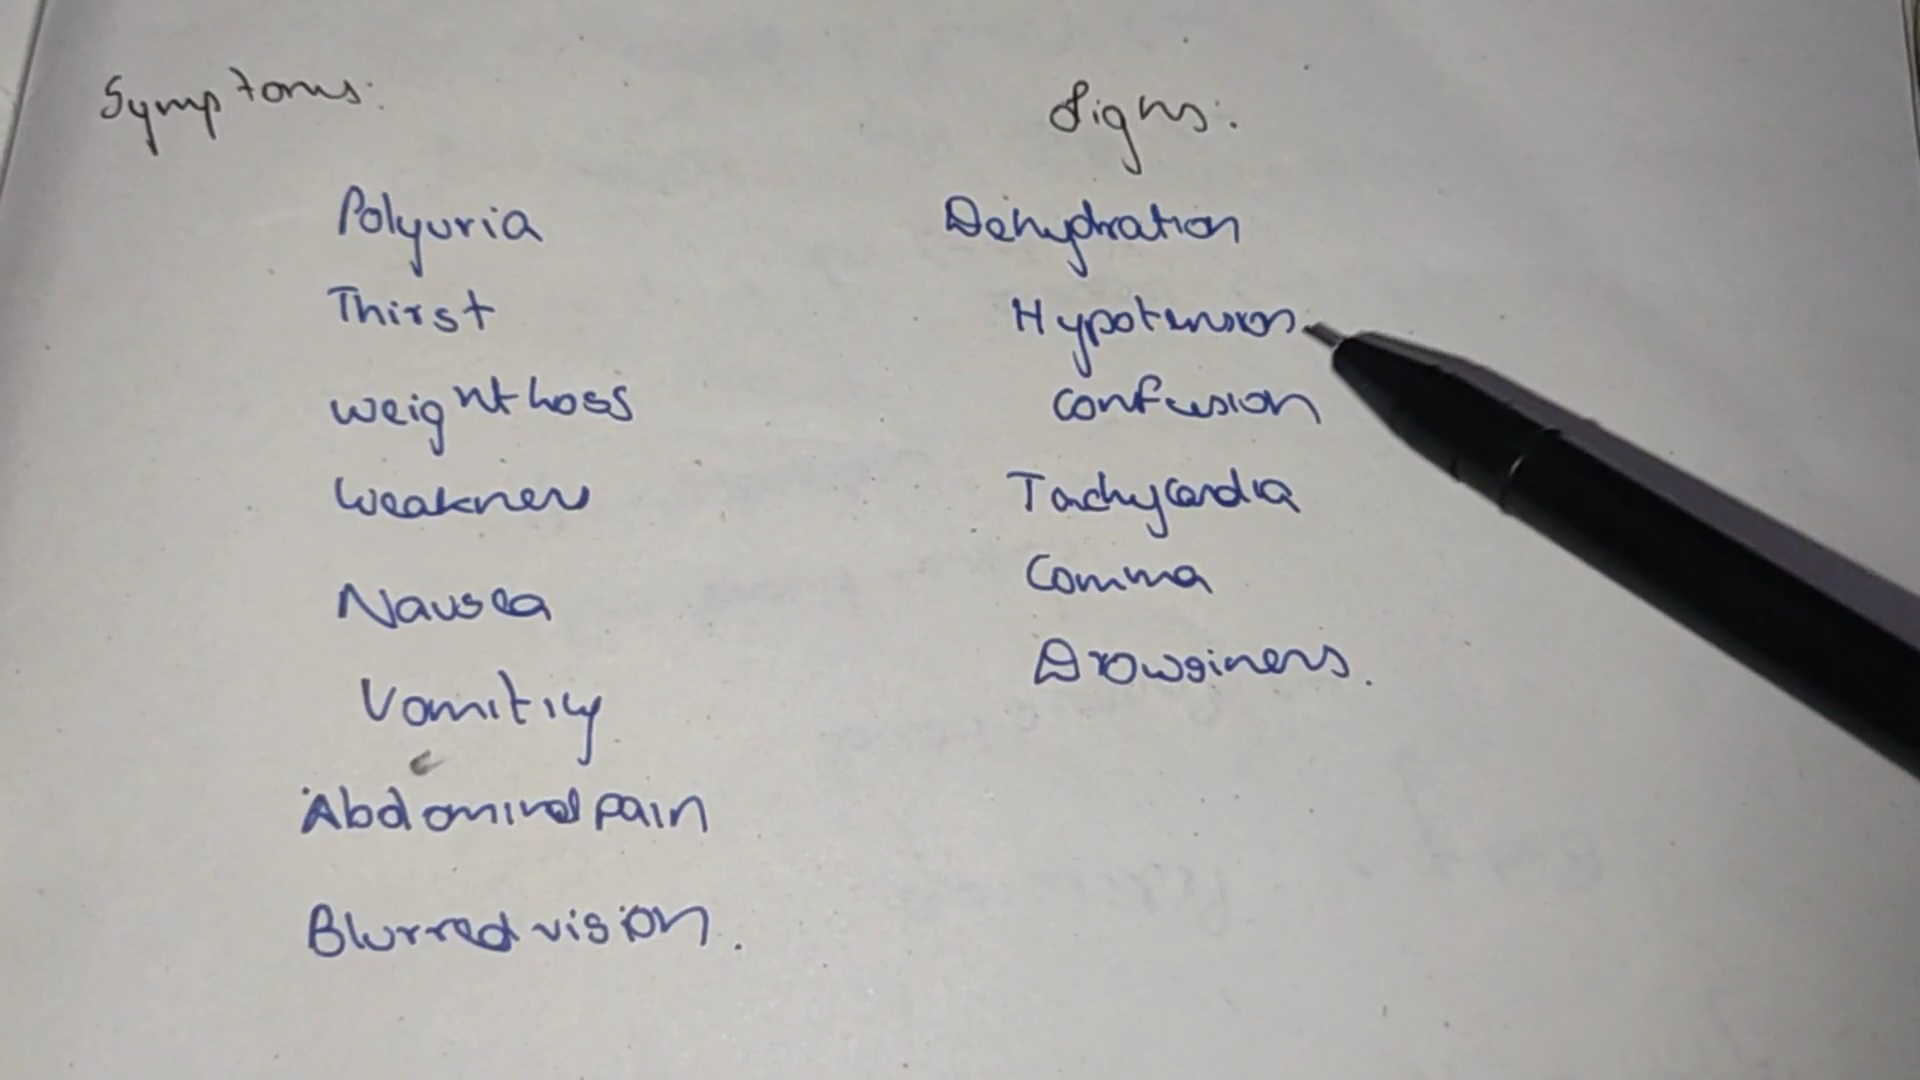 Symptoms:
Polyuria
Thirst
weight loss
Weakness
Nausea
Vomiting
Abdominal pain
Blurred vision.
Signs:
Dehydration
Hypotension
confusion
Tachycardia
Comma
Drowsiness.